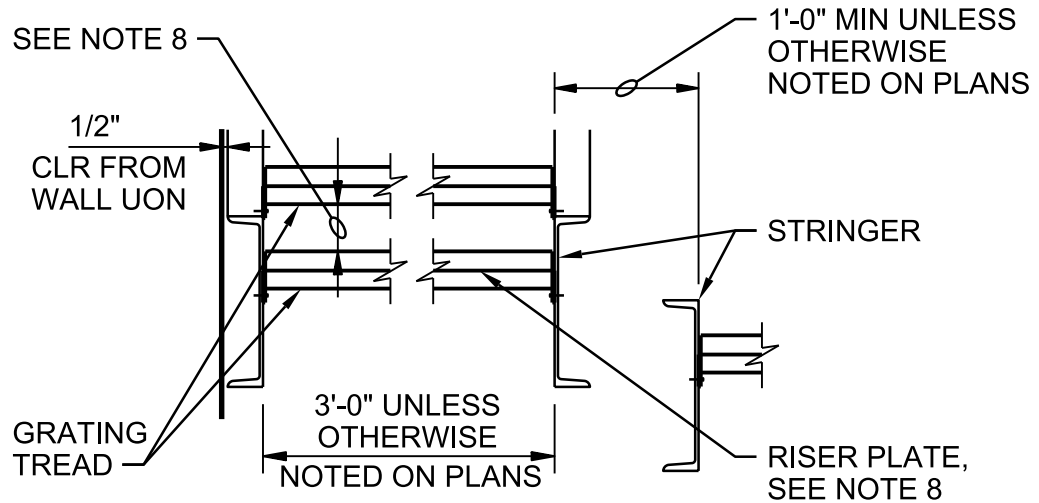 SEE NOTE 8
1'-0" MIN UNLESS
OTHERWISE
NOTED ON PLANS
1/2"
CLR FROM
WALL UON
STRINGER
GRATING
TREAD
3'-0" UNLESS
OTHERWISE
NOTED ON PLANS
RISER PLATE,
SEE NOTE 8